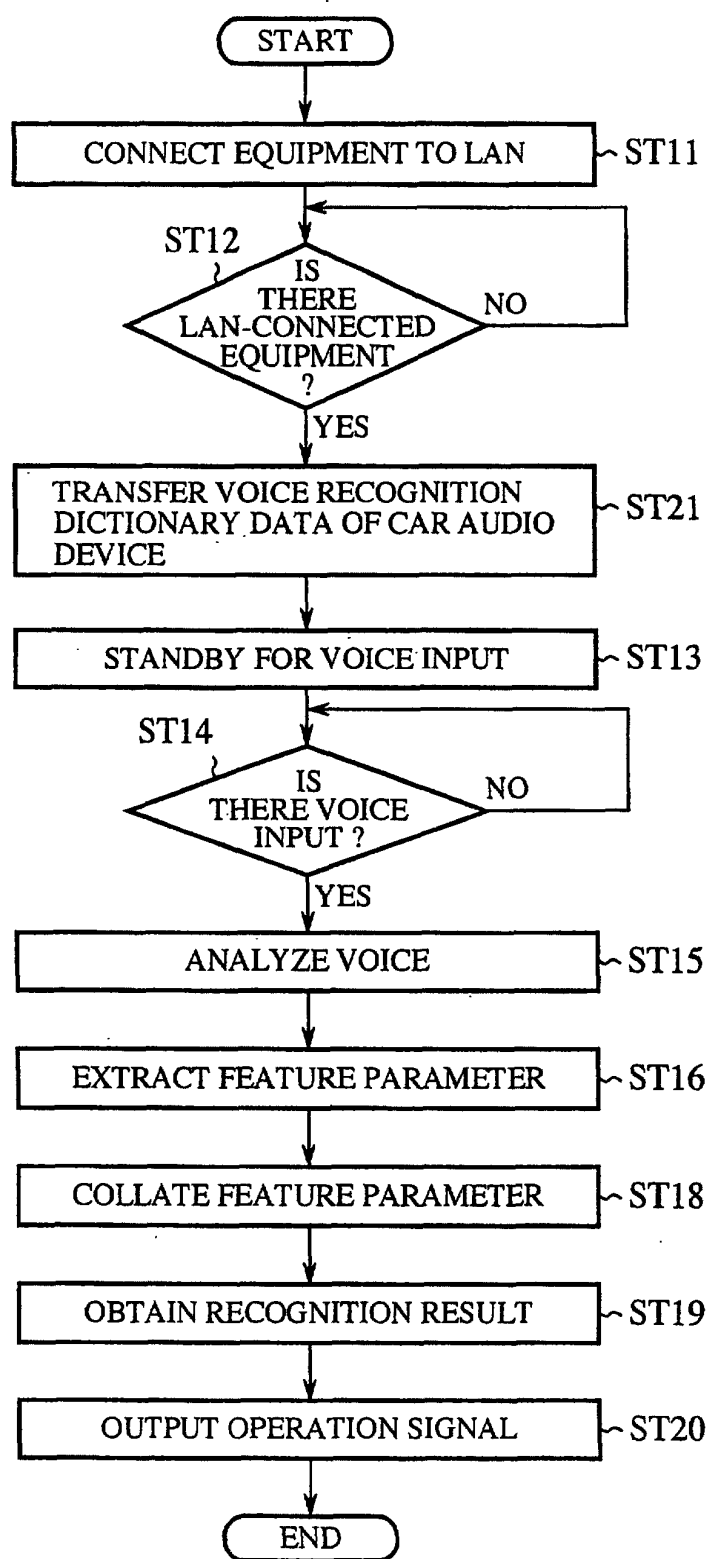 START
CONNECT EQUIPMENT TO LAN
ST11
ST12
IS
THERE
LAN-CONNECTED
EQUIPMENT
?
NO
YES
TRANSFER VOICE RECOGNITION
DICTIONARY DATA OF CAR AUDIO
DEVICE
ST21
STANDBY FOR VOICE INPUT
ST13
ST14
IS
THERE VOICE
INPUT ?
NO
YES
ANALYZE VOICE
ST15
EXTRACT FEATURE PARAMETER
ST16
COLLATE FEATURE PARAMETER
ST18
OBTAIN RECOGNITION RESULT
ST19
OUTPUT OPERATION SIGNAL
ST20
END